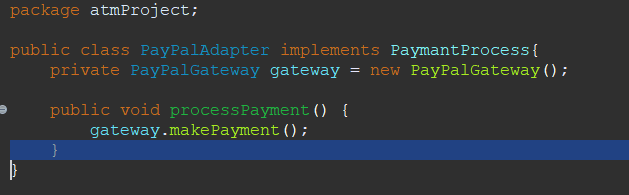 package atmProject;
public class PayPalAdapter implements PaymantProcess{
private PayPalGateway gateway = new PayPalGateway();
public void processPayment() {
gateway.makePayment();
}
}